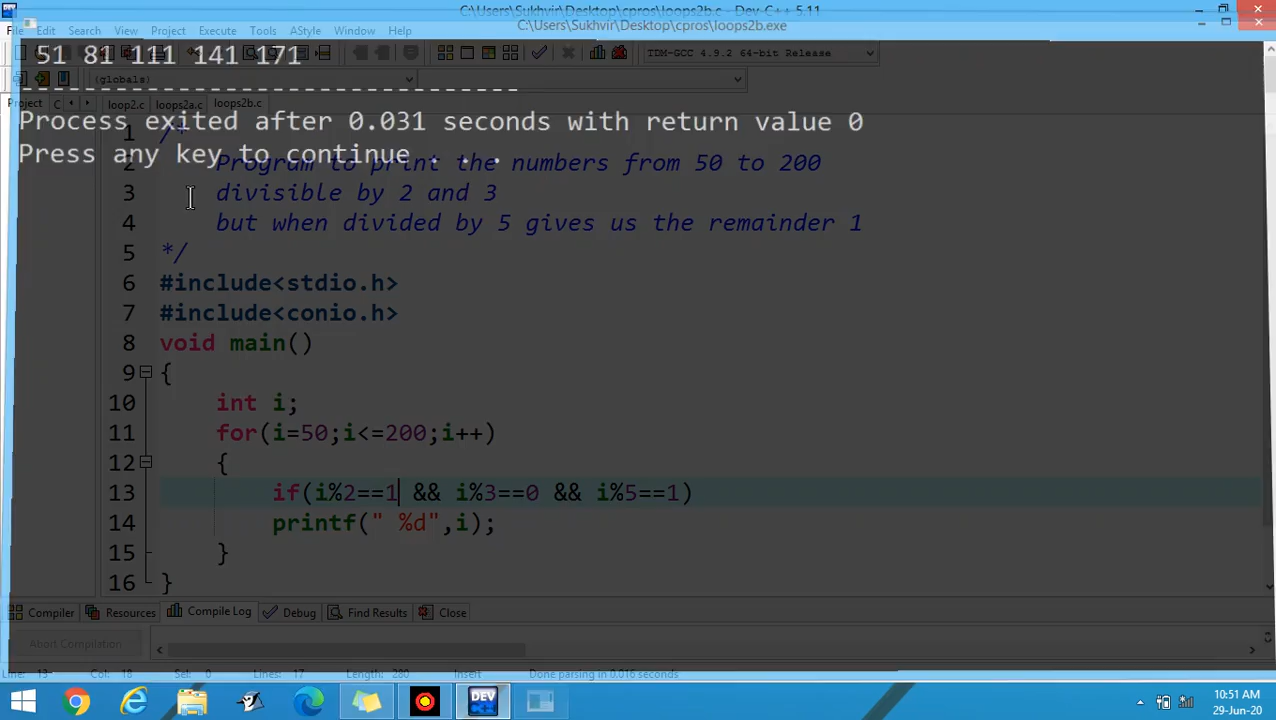 C:\Users\Sukhvir\Desktop\cpros\loops2b.c - Dev-C++ 5.11
C:\Users\Sukhvir\Desktop\cpros\loops2b.exe
File Edit Search View Project Execute Tools AStyle Window Help
51 81 111 141 171
TDM-GCC 4.9.2 64-bit Release
(globals)
--------------------------------
Project C loop2.c loops2a.c loops2b.c
Process exited after 0.031 seconds with return value 0
Press any key to continue . . .
1 /*
2 Program to print the numbers from 50 to 200
3 divisible by 2 and 3
4 but when divided by 5 gives us the remainder 1
5 */
6 #include<stdio.h>
7 #include<conio.h>
8 void main()
9 {
10 int i;
11 for(i=50;i<=200;i++)
12 {
13 if(i%2==1 && i%3==0 && i%5==1)
14 printf(" %d",i);
15 }
16 }
Compiler Resources Compile Log Debug Find Results Close
Abort Compilation
Line: 13 Col: 18 Sel: 0 Lines: 17 Length: 280 Insert Done parsing in 0.016 seconds
DEV C++
10:51 AM
29-Jun-20